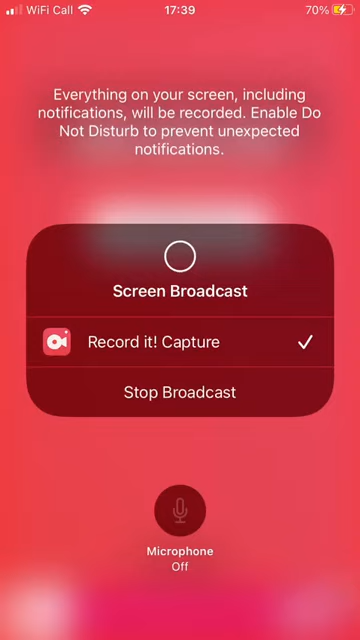 WiFi Call
17:39
70%
Everything on your screen, including
notifications, will be recorded. Enable Do
Not Disturb to prevent unexpected
notifications.
Screen Broadcast
Record it! Capture
Stop Broadcast
Microphone
Off